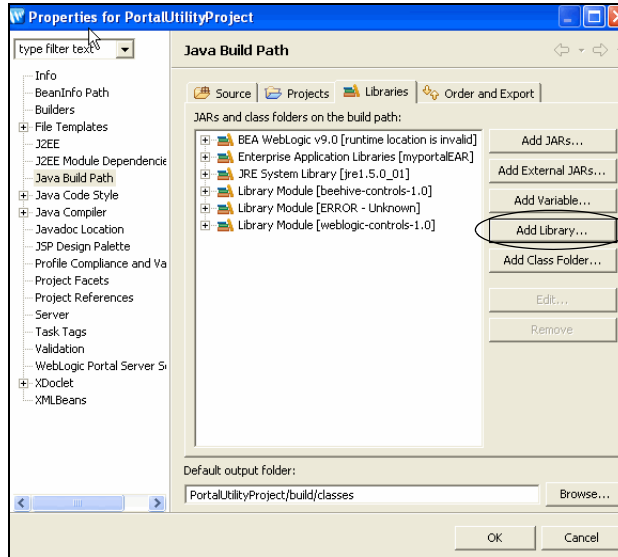 Properties for PortalUtilityProject
type filter text
Java Build Path
Info
BeanInfo Path
Builders
File Templates
J2EE
J2EE Module Dependencie
Java Build Path
Java Code Style
Java Compiler
Javadoc Location
JSP Design Palette
Profile Compliance and Va
Project Facets
Project References
Server
Task Tags
Validation
WebLogic Portal Server Se
XDoclet
XMLBeans
Source Projects Libraries Order and Export
JARs and class folders on the build path:
BEA WebLogic v9.0 [runtime location is invalid]
Enterprise Application Libraries [myportalEAR]
JRE System Library [jre1.5.0_01]
Library Module [beehive-controls-1.0]
Library Module [ERROR - Unknown]
Library Module [weblogic-controls-1.0]
Add JARs...
Add External JARs...
Add Variable...
Add Library...
Add Class Folder...
Edit...
Remove
Default output folder:
PortalUtilityProject/build/classes
Browse...
OK
Cancel